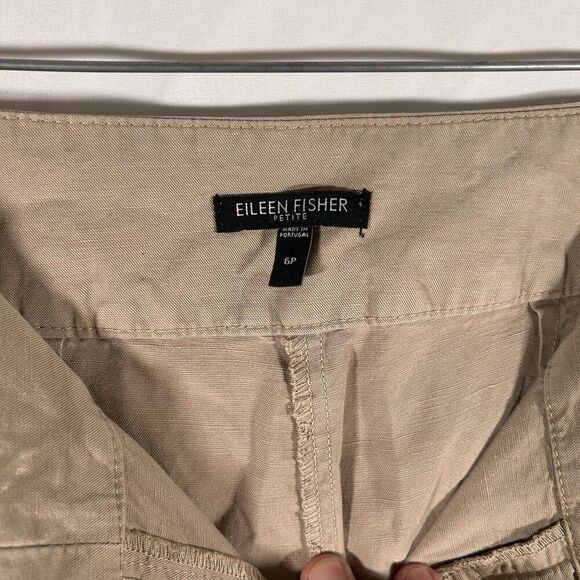 EILEEN FISHER
PETITE
MADE IN
PORTUGAL
6P